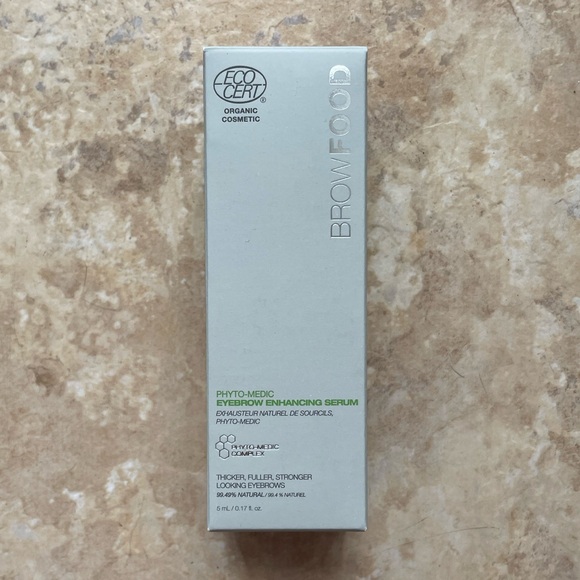 ECO
CERT
®
ORGANIC
COSMETIC
BROWFOOD
PHYTO-MEDIC
EYEBROW ENHANCING SERUM
EXHAUSTEUR NATUREL DE SOURCILS,
PHYTO-MEDIC
PHYTO-MEDIC
COMPLEX
THICKER, FULLER, STRONGER
LOOKING EYEBROWS
99.49% NATURAL / 99.4 % NATUREL
5 mL / 0.17 fl. oz.